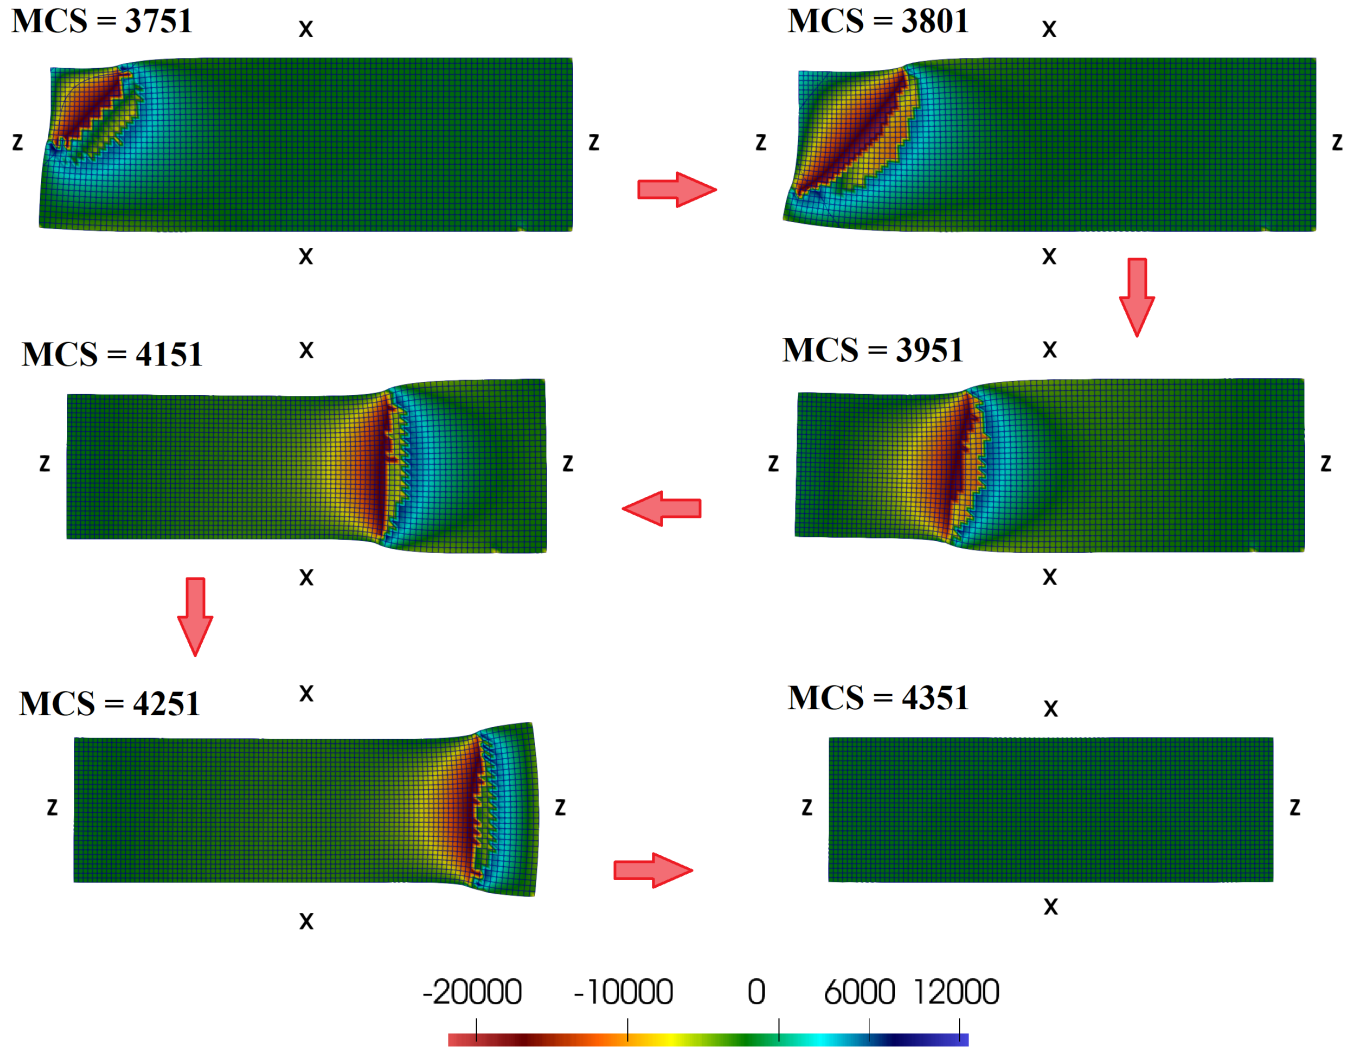 MCS = 3751
X
MCS = 3801
X
Z
Z
Z
Z
X
X
MCS = 4151
X
MCS = 3951
X
Z
Z
Z
Z
X
X
MCS = 4251
X
MCS = 4351
X
Z
Z
Z
Z
X
X
-20000 -10000 0 6000 12000